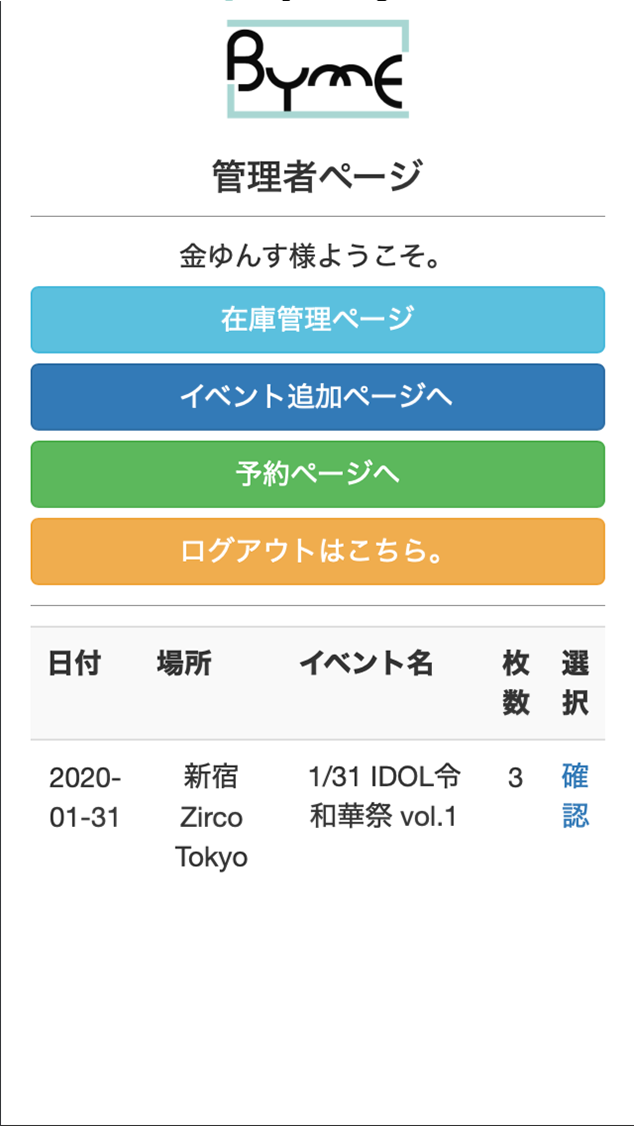 BymE
管理者ページ
金ゆんす様ようこそ。
在庫管理ページ
イベント追加ページへ
予約ページへ
ログアウトはこちら。
日付 場所 イベント名 枚 選
数 択
2020- 新宿 1/31 IDOL令 3 確
01-31 Zirco 和華祭 vol.1 認
Tokyo